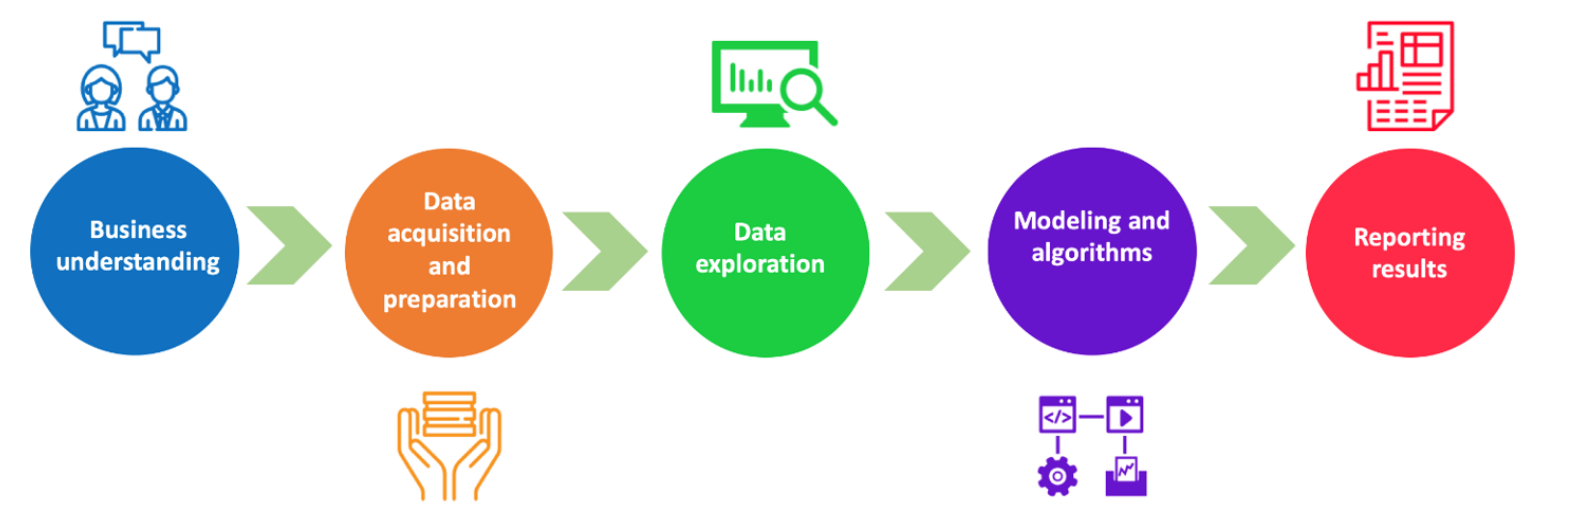 Business
understanding
Data
acquisition
and
preparation
Data
exploration
Modeling and
algorithms
Reporting
results
</>